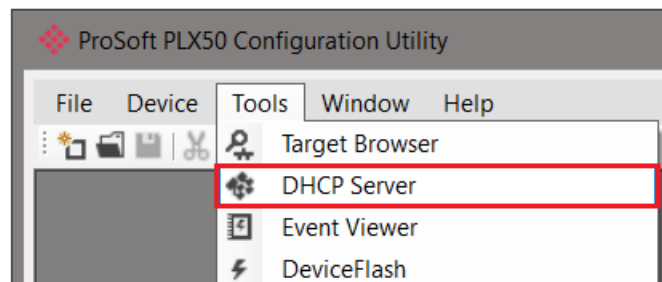 ProSoft PLX50 Configuration Utility
File Device Tools Window Help
Target Browser
DHCP Server
Event Viewer
DeviceFlash